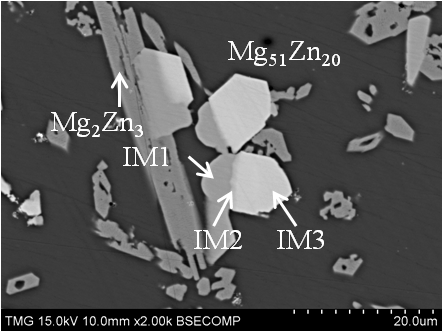 Mg51Zn20
Mg2Zn3
IM1
IM2 IM3
TMG 15.0kV 10.0mm x2.00k BSECOMP 20.0um